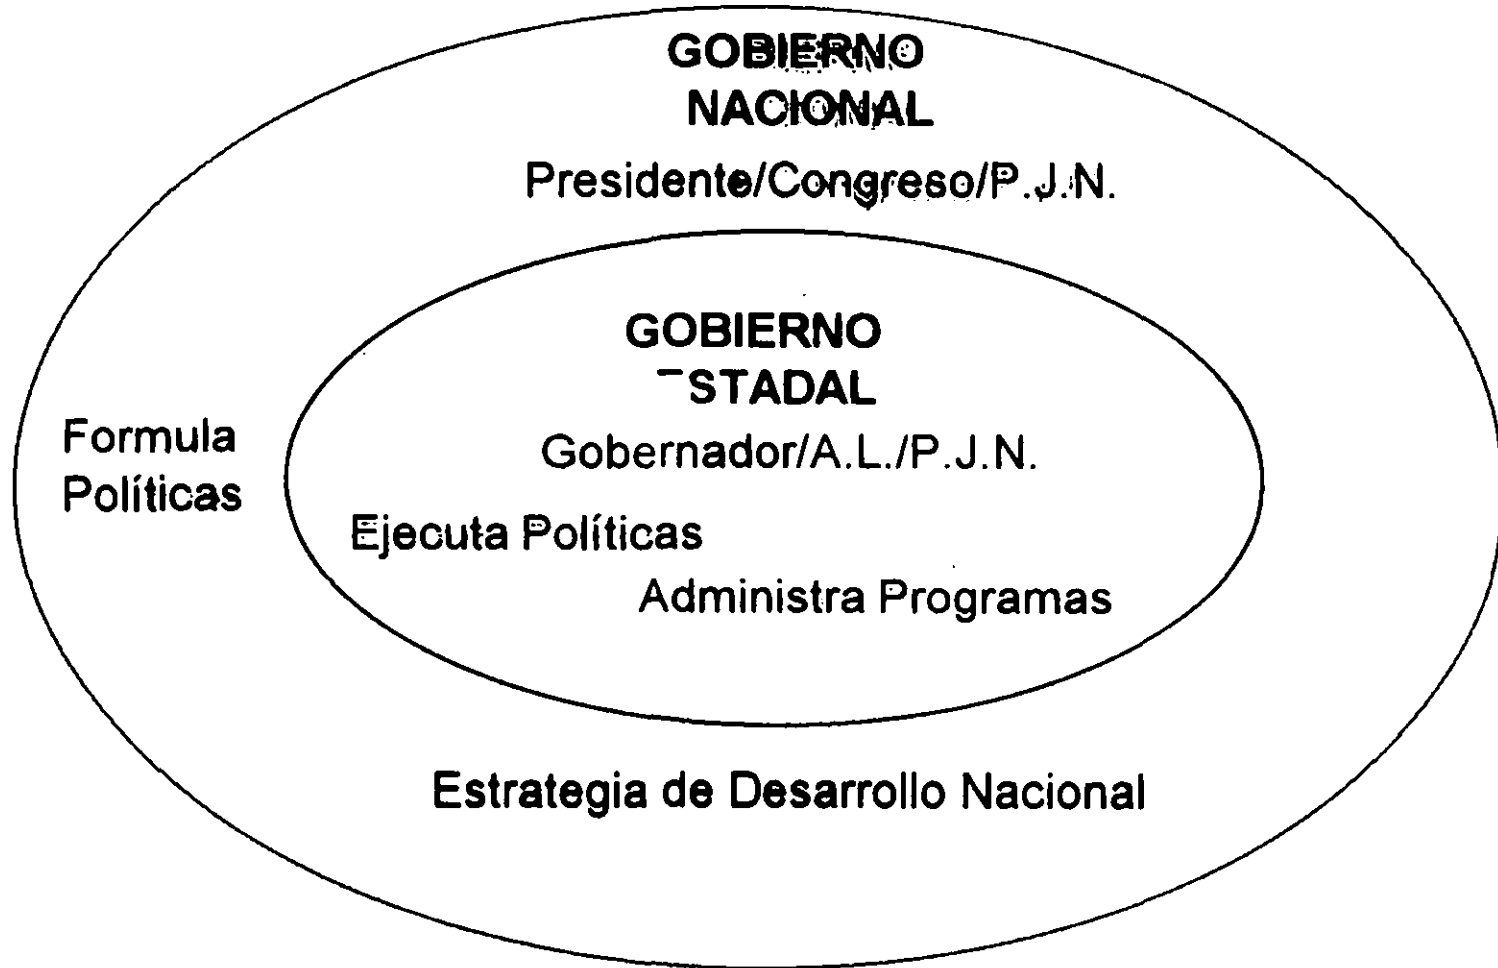 GOBIERNO
NACIONAL
Presidente/Congreso/P.J.N.
GOBIERNO
STADAL
Gobernador/A.L./P.J.N.
Formula
Políticas
Ejecuta Políticas
Administra Programas
Estrategia de Desarrollo Nacional